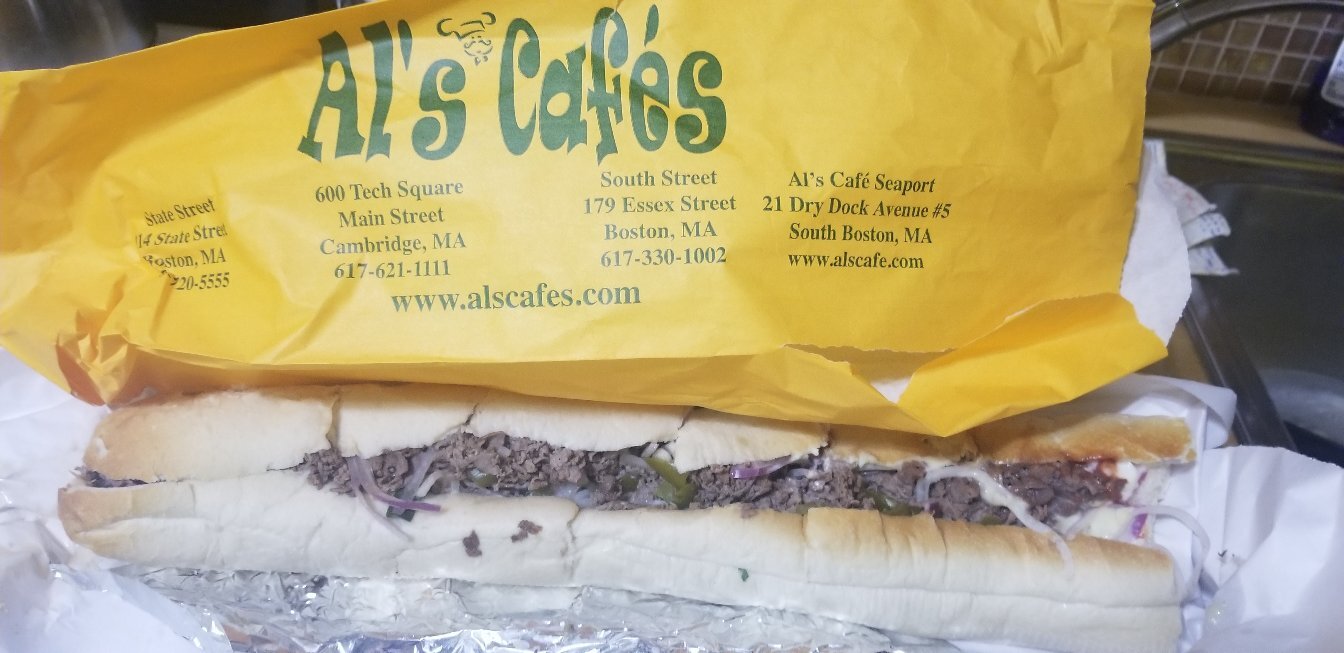 Al's Cafés
State Street
State Street
Boston, MA
20-5555
600 Tech Square
Main Street
Cambridge, MA
617-621-1111
South Street
179 Essex Street
Boston, MA
617-330-1002
Al's Café Seaport
21 Dry Dock Avenue #5
South Boston, MA
www.alscafe.com
www.alscafes.com